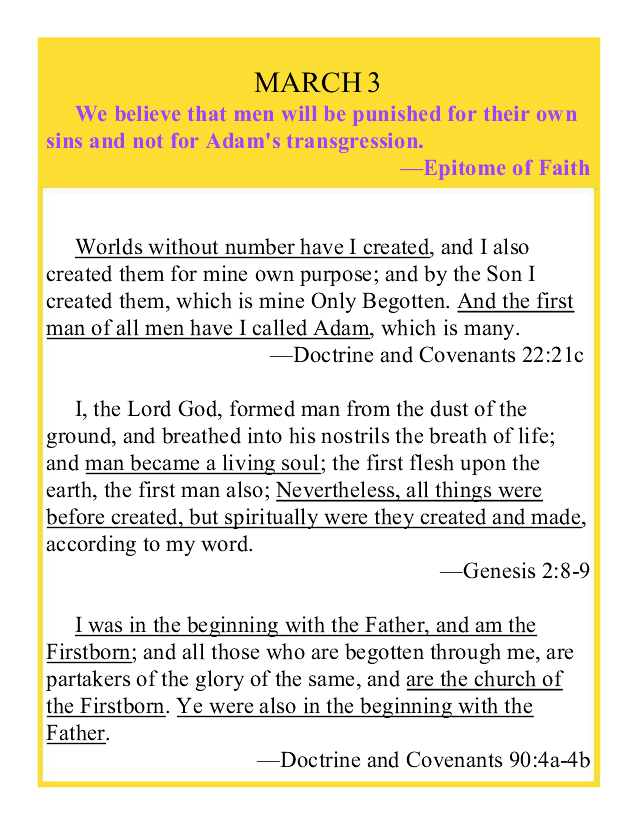 MARCH 3
We believe that men will be punished for their own
sins and not for Adam's transgression.
—Epitome of Faith
Worlds without number have I created, and I also
created them for mine own purpose; and by the Son I
created them, which is mine Only Begotten. And the first
man of all men have I called Adam, which is many.
—Doctrine and Covenants 22:21c
I, the Lord God, formed man from the dust of the
ground, and breathed into his nostrils the breath of life;
and man became a living soul; the first flesh upon the
earth, the first man also; Nevertheless, all things were
before created, but spiritually were they created and made,
according to my word.
—Genesis 2:8-9
I was in the beginning with the Father, and am the
Firstborn; and all those who are begotten through me, are
partakers of the glory of the same, and are the church of
the Firstborn. Ye were also in the beginning with the
Father.
—Doctrine and Covenants 90:4a-4b